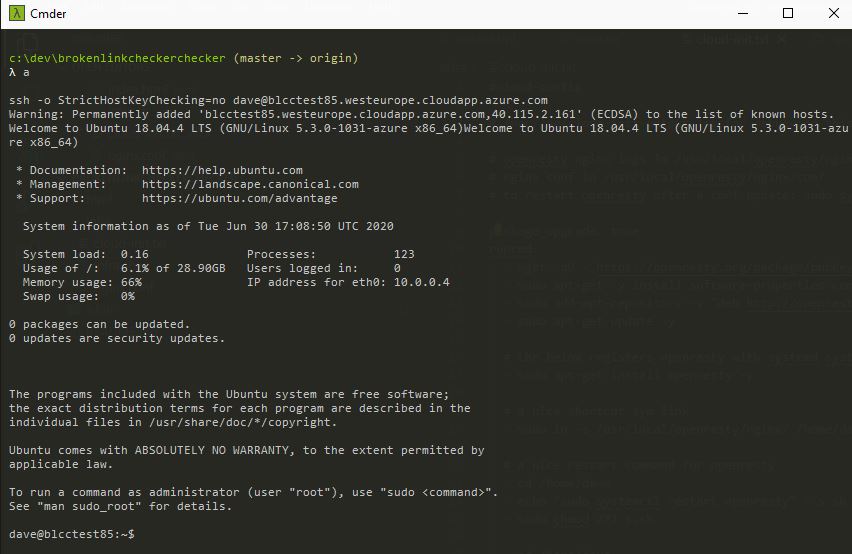 λ Cmder
c:\dev\brokenlinkcheckerchecker (master -> origin)
λ a
ssh -o StrictHostKeyChecking=no dave@blcctest85.westeurope.cloudapp.azure.com
Warning: Permanently added 'blcctest85.westeurope.cloudapp.azure.com,40.115.2.161' (ECDSA) to the list of known hosts.
Welcome to Ubuntu 18.04.4 LTS (GNU/Linux 5.3.0-1031-azure x86_64)Welcome to Ubuntu 18.04.4 LTS (GNU/Linux 5.3.0-1031-azu
re x86_64)
* Documentation:  https://help.ubuntu.com
* Management:     https://landscape.canonical.com
* Support:        https://ubuntu.com/advantage
System information as of Tue Jun 30 17:08:50 UTC 2020
System load:  0.16              Processes:           123
Usage of /:   6.1% of 28.90GB   Users logged in:     0
Memory usage: 66%               IP address for eth0: 10.0.0.4
Swap usage:   0%
0 packages can be updated.
0 updates are security updates.
The programs included with the Ubuntu system are free software;
the exact distribution terms for each program are described in the
individual files in /usr/share/doc/*/copyright.
Ubuntu comes with ABSOLUTELY NO WARRANTY, to the extent permitted by
applicable law.
To run a command as administrator (user "root"), use "sudo <command>".
See "man sudo_root" for details.
dave@blcctest85:~$